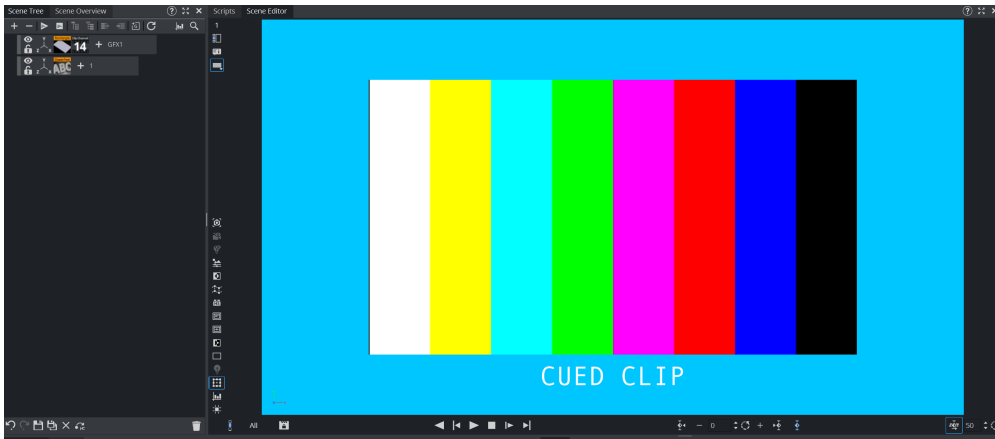 Scene Tree Scene Overview
Scripts Scene Editor
1
14 GFX1
ABC 1
CUED CLIP
All
0
50